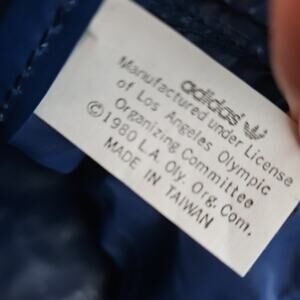 adidas
Manufactured under License
of Los Angeles Olympic
Organizing Committee
©1980 L.A. Oly. Org. Com.
MADE IN TAIWAN